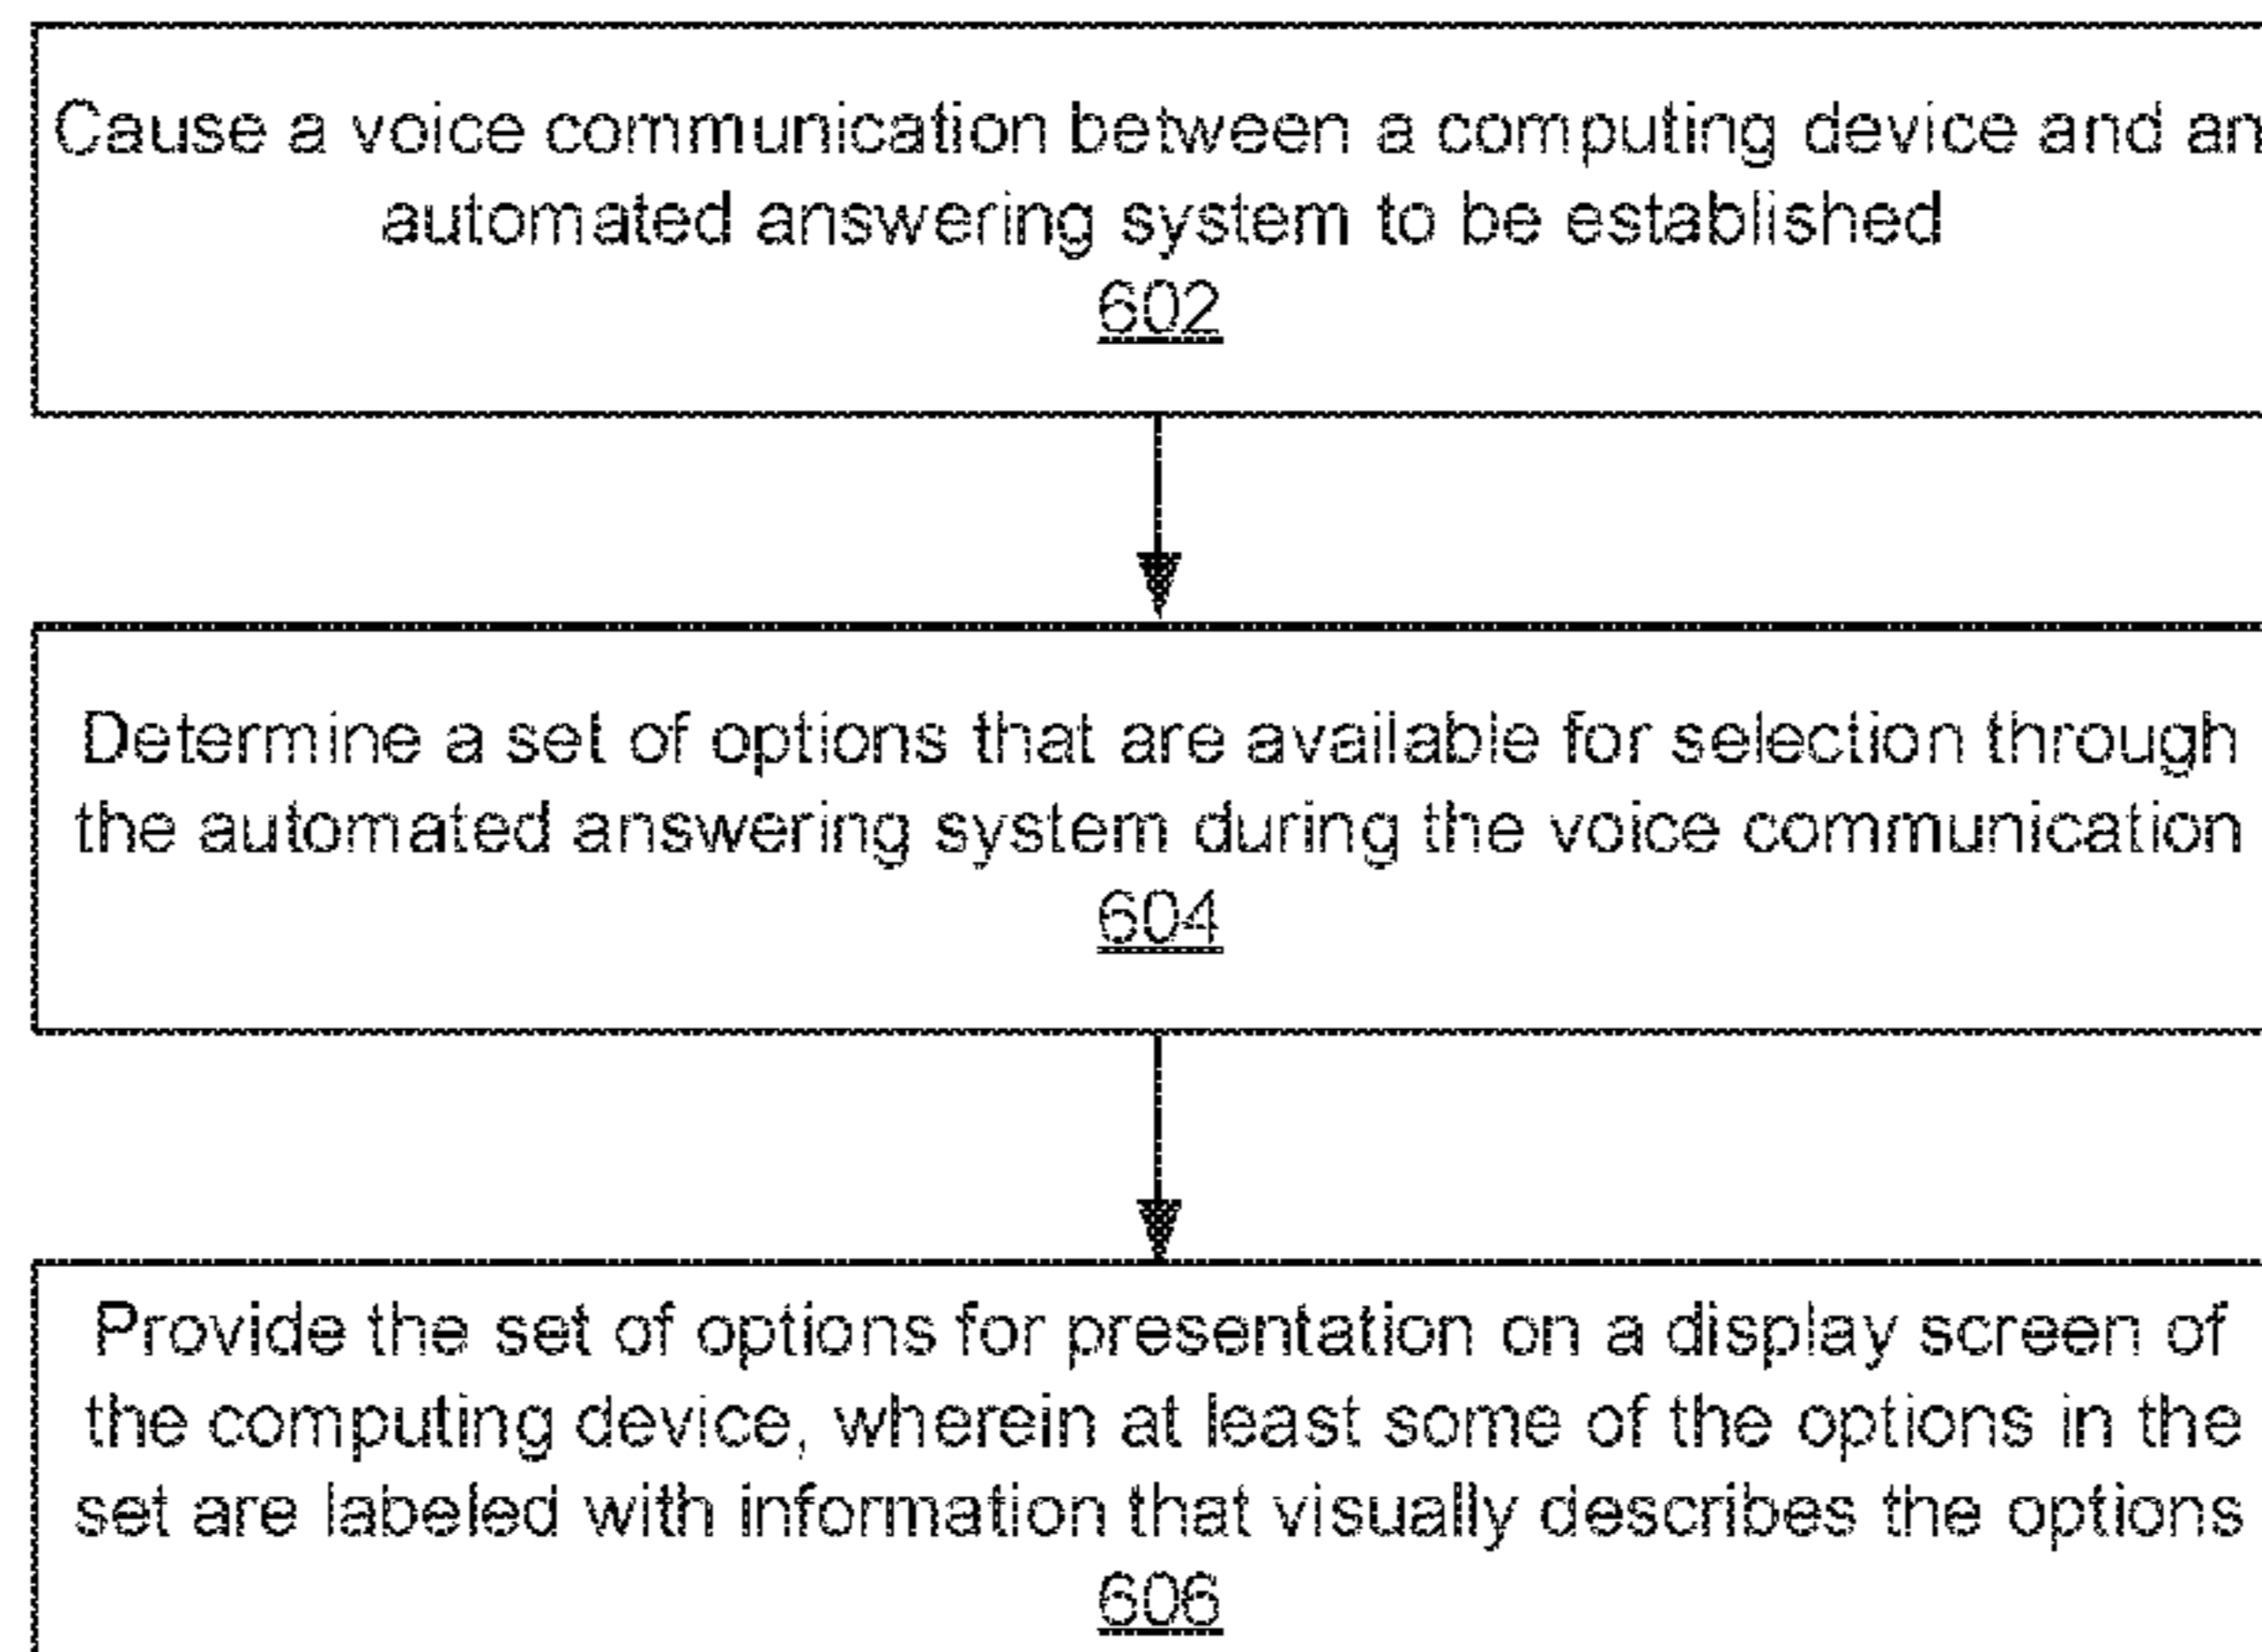 Cause a voice communication between a computing device and an
automated answering system to be established
602
Determine a set of options that are available for selection through
the automated answering system during the voice communication
604
Provide the set of options for presentation on a display screen of
the computing device, wherein at least some of the options in the
set are labeled with information that visually describes the options
606